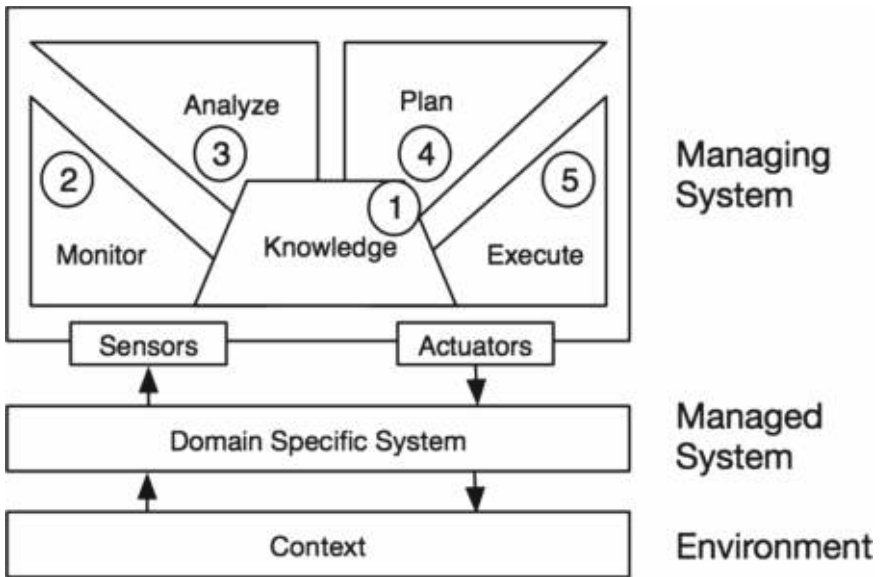 Analyze
Plan
3
4
2
5
1
Managing
System
Monitor
Knowledge
Execute
Sensors
Actuators
Domain Specific System
Managed
System
Context
Environment